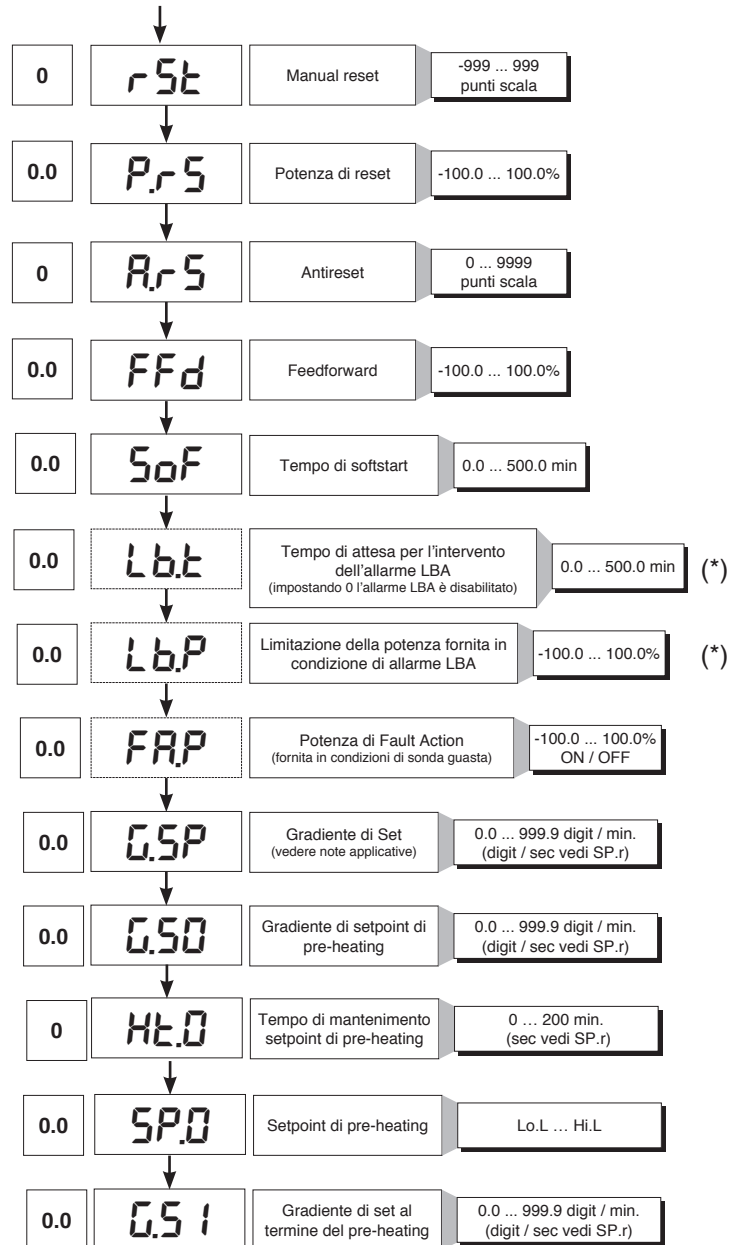 0
rSt
Manual reset
-999 ... 999
punti scala
0.0
P.rS
Potenza di reset
-100.0 ... 100.0%
0
A.rS
Antireset
0 ... 9999
punti scala
0.0
FFd
Feedforward
-100.0 ... 100.0%
0.0
SoF
Tempo di softstart
0.0 ... 500.0 min
0.0
Lb.t
Tempo di attesa per l'intervento
dell'allarme LBA
(impostando 0 l'allarme LBA è disabilitato)
0.0 ... 500.0 min
(*)
0.0
Lb.P
Limitazione della potenza fornita in
condizione di allarme LBA
-100.0 ... 100.0%
(*)
0.0
FA.P
Potenza di Fault Action
(fornita in condizioni di sonda guasta)
-100.0 ... 100.0%
ON / OFF
0.0
G.SP
Gradiente di Set
(vedere note applicative)
0.0 ... 999.9 digit / min.
(digit / sec vedi SP.r)
0.0
G.S0
Gradiente di setpoint di
pre-heating
0.0 ... 999.9 digit / min.
(digit / sec vedi SP.r)
0
Ht.0
Tempo di mantenimento
setpoint di pre-heating
0 … 200 min.
(sec vedi SP.r)
0.0
SP.0
Setpoint di pre-heating
Lo.L … Hi.L
0.0
G.S1
Gradiente di set al
termine del pre-heating
0.0 ... 999.9 digit / min.
(digit / sec vedi SP.r)